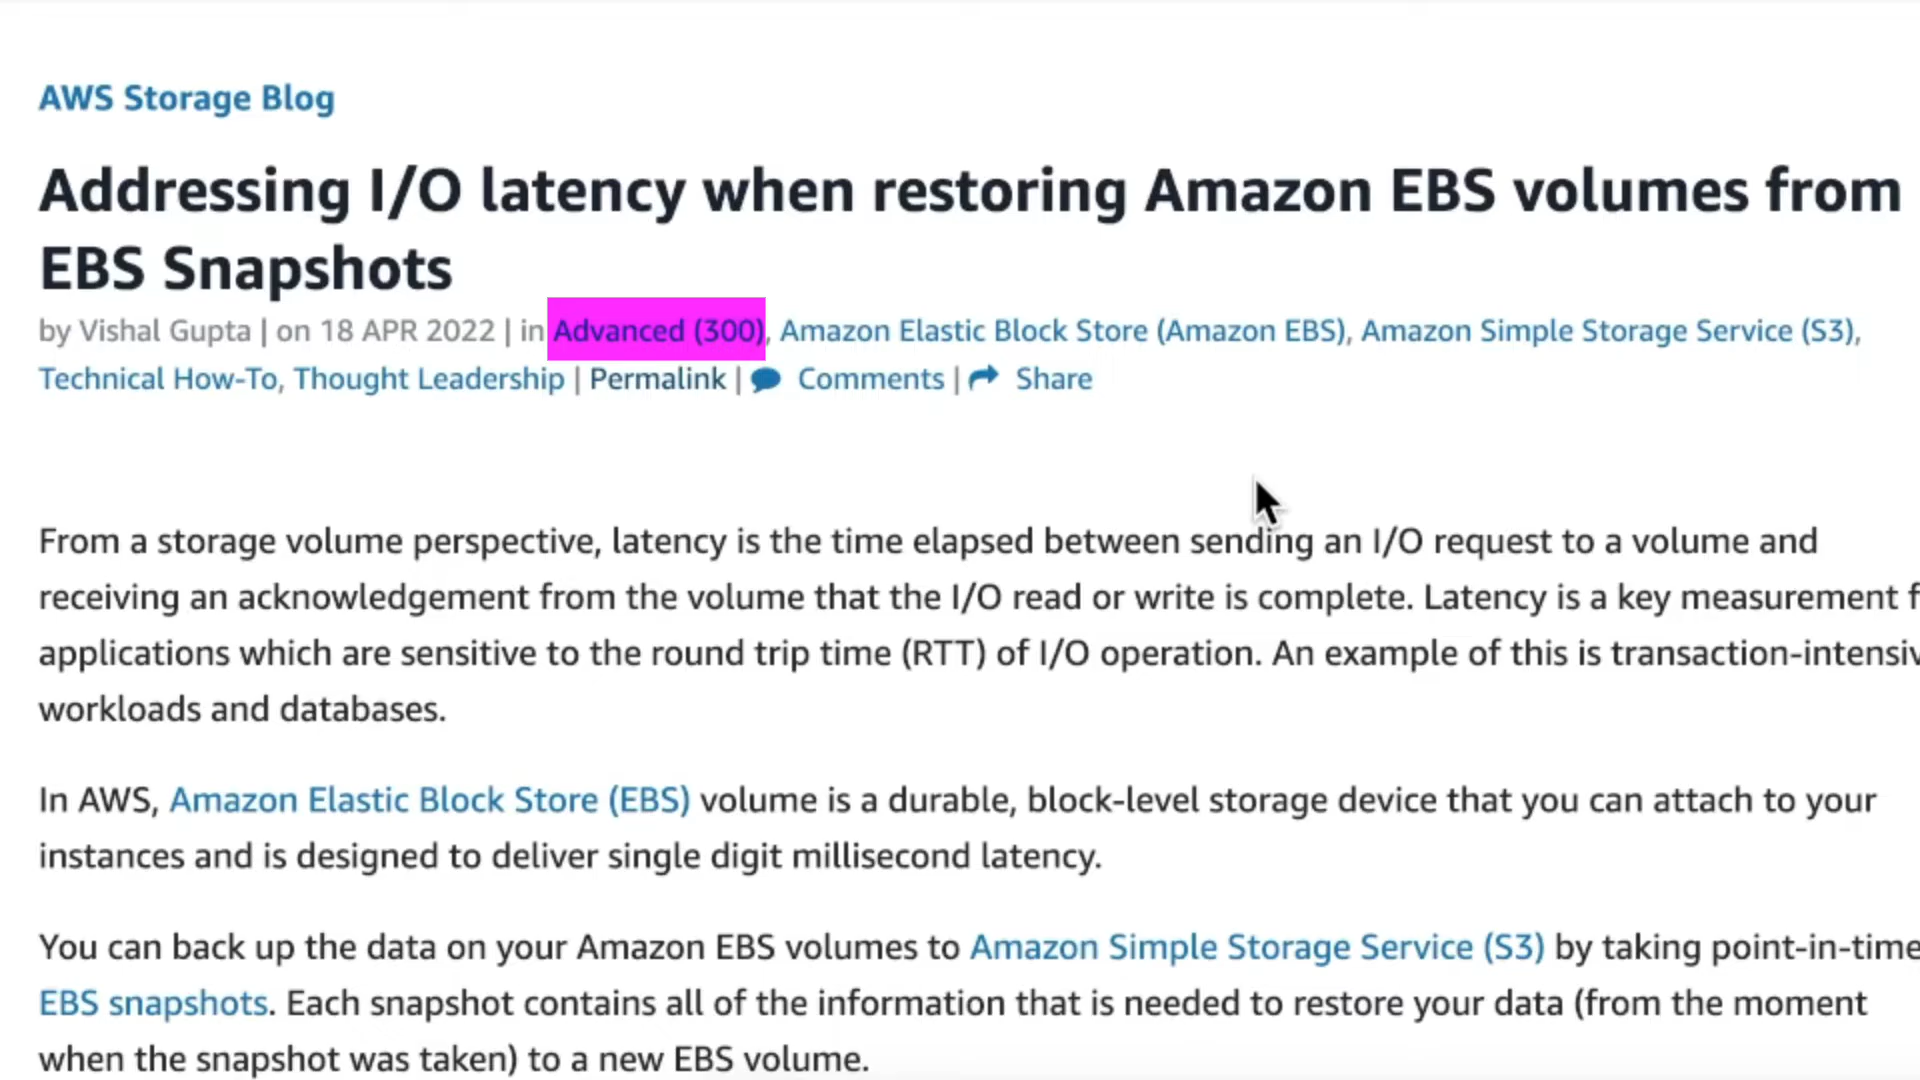 AWS Storage Blog
Addressing I/O latency when restoring Amazon EBS volumes from
EBS Snapshots
by Vishal Gupta | on 18 APR 2022 | in Advanced (300), Amazon Elastic Block Store (Amazon EBS), Amazon Simple Storage Service (S3),
Technical How-To, Thought Leadership | Permalink | Comments | Share
From a storage volume perspective, latency is the time elapsed between sending an I/O request to a volume and
receiving an acknowledgement from the volume that the I/O read or write is complete. Latency is a key measurement
applications which are sensitive to the round trip time (RTT) of I/O operation. An example of this is transaction-intensiv
workloads and databases.
In AWS, Amazon Elastic Block Store (EBS) volume is a durable, block-level storage device that you can attach to your
instances and is designed to deliver single digit millisecond latency.
You can back up the data on your Amazon EBS volumes to Amazon Simple Storage Service (S3) by taking point-in-time
EBS snapshots. Each snapshot contains all of the information that is needed to restore your data (from the moment
when the snapshot was taken) to a new EBS volume.